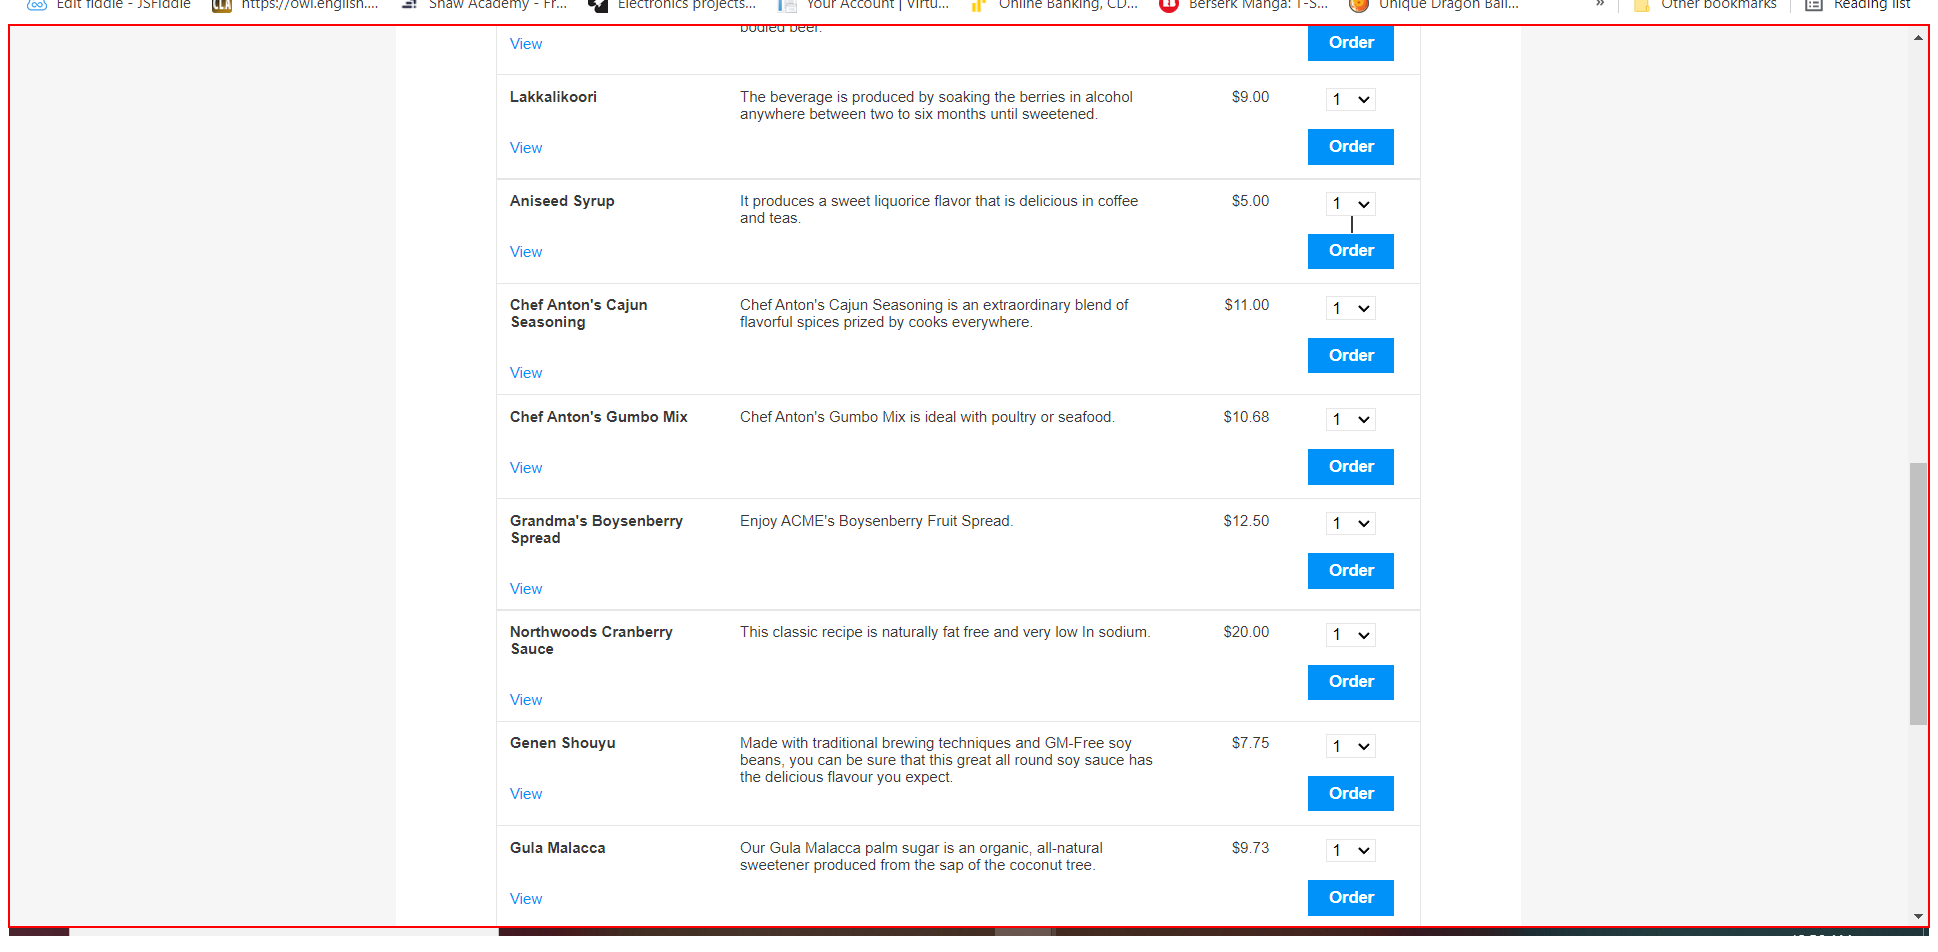 Edit fiddle - JSFiddle https://owl.english.... Shaw Academy - Fr... Electronics projects... Your Account | Virtu... Online Banking, CD... Berserk Manga: T-S... Unique Dragon Ball... » Other bookmarks Reading list
bodied beer.
View Order
Lakkalikoori The beverage is produced by soaking the berries in alcohol $9.00 1
anywhere between two to six months until sweetened.
View Order
Aniseed Syrup It produces a sweet liquorice flavor that is delicious in coffee $5.00 1
and teas.
View Order
Chef Anton's Cajun Chef Anton's Cajun Seasoning is an extraordinary blend of $11.00 1
Seasoning flavorful spices prized by cooks everywhere.
Order
View
Chef Anton's Gumbo Mix Chef Anton's Gumbo Mix is ideal with poultry or seafood. $10.68 1
View Order
Grandma's Boysenberry Enjoy ACME's Boysenberry Fruit Spread. $12.50 1
Spread
Order
View
Northwoods Cranberry This classic recipe is naturally fat free and very low In sodium. $20.00 1
Sauce
Order
View
Genen Shouyu Made with traditional brewing techniques and GM-Free soy $7.75 1
beans, you can be sure that this great all round soy sauce has
the delicious flavour you expect.
View Order
Gula Malacca Our Gula Malacca palm sugar is an organic, all-natural $9.73 1
sweetener produced from the sap of the coconut tree.
View Order